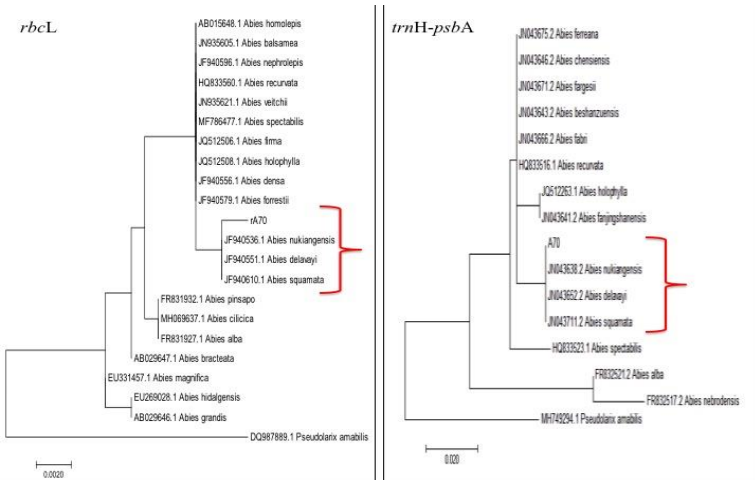 rbcL
AB015648.1 Abies homolepis
JN935605.1 Abies balsamea
JF940596.1 Abies nephrolepis
HQ833560.1 Abies recurvata
JN935621.1 Abies veitchii
MF786477.1 Abies spectabilis
JQ512506.1 Abies firma
JQ512508.1 Abies holophylla
JF940556.1 Abies densa
JF940579.1 Abies forrestii
rA70
JF940536.1 Abies nukiangensis
JF940551.1 Abies delavayi
JF940610.1 Abies squamata
FR831932.1 Abies pinsapo
MH069637.1 Abies cilicica
FR831927.1 Abies alba
AB029647.1 Abies bracteata
EU331457.1 Abies magnifica
EU269028.1 Abies hidalgensis
AB029646.1 Abies grandis
DQ987889.1 Pseudolarix amabilis
0.0020
trnH-psbA
JN043675.2 Abies ferreana
JN043646.2 Abies chensiensis
JN043671.2 Abies fargesii
JN043643.2 Abies beshanzuensis
JN043666.2 Abies fabri
HQ833516.1 Abies recurvata
JQ512263.1 Abies holophylla
JN043641.2 Abies fanjingshanensis
A70
JN043638.2 Abies nukiangensis
JN043652.2 Abies delavayi
JN043711.2 Abies squamata
HQ833523.1 Abies spectabilis
FR832521.2 Abies alba
FR832517.2 Abies nebrodensis
MH749294.1 Pseudolarix amabilis
0.020